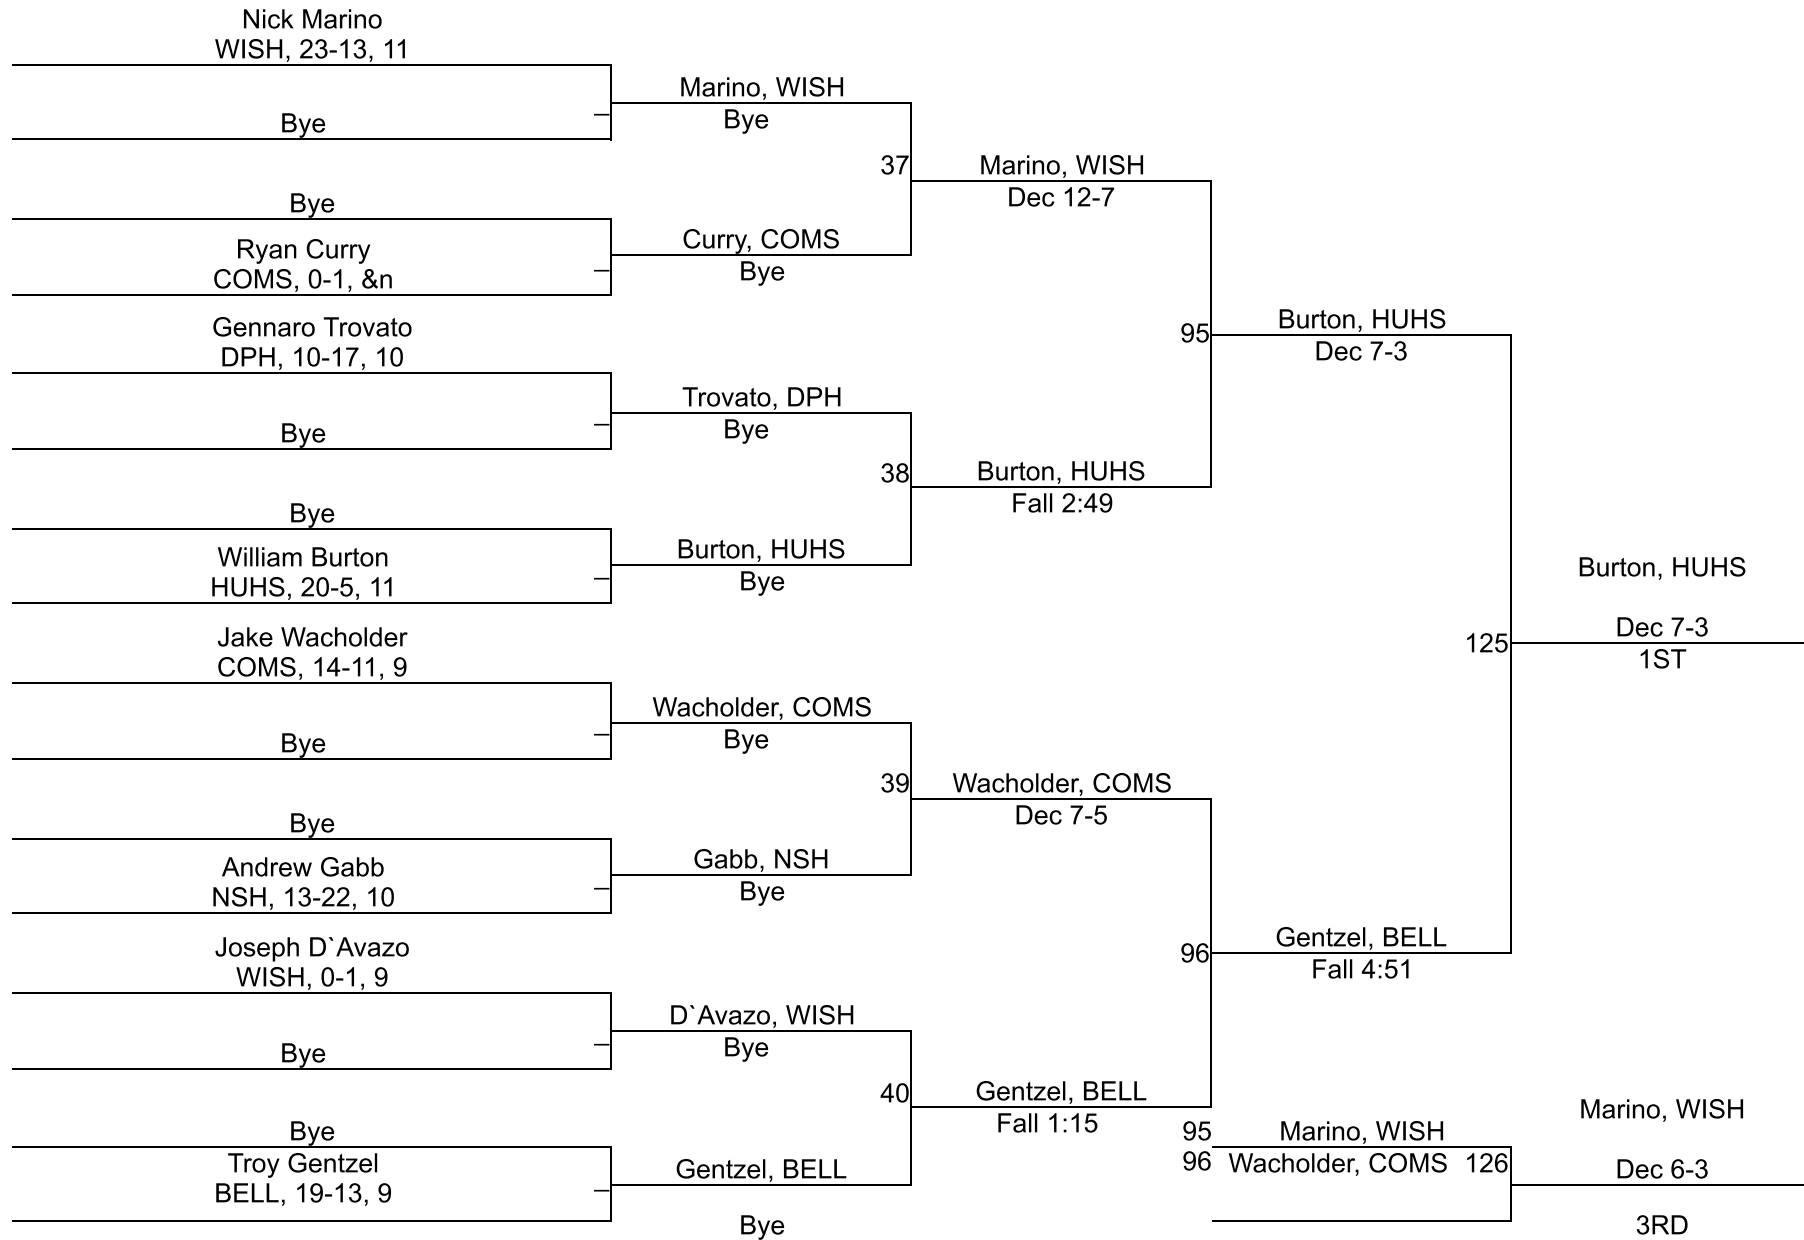 Nick Marino
WISH, 23-13, 11
Bye
Bye
Ryan Curry
COMS, 0-1, &n
Gennaro Trovato
DPH, 10-17, 10
Bye
Bye
William Burton
HUHS, 20-5, 11
Jake Wacholder
COMS, 14-11, 9
Bye
Bye
Andrew Gabb
NSH, 13-22, 10
Joseph D`Avazo
WISH, 0-1, 9
Bye
Bye
Troy Gentzel
BELL, 19-13, 9
Marino, WISH
Bye
37
Curry, COMS
Bye
Trovato, DPH
Bye
38
Burton, HUHS
Bye
Wacholder, COMS
Bye
39
Gabb, NSH
Bye
D`Avazo, WISH
Bye
40
Gentzel, BELL
Bye
Marino, WISH
Dec 12-7
95
Burton, HUHS
Fall 2:49
Wacholder, COMS
Dec 7-5
96
Gentzel, BELL
Fall 1:15
Burton, HUHS
Dec 7-3
125
Gentzel, BELL
Fall 4:51
95 Marino, WISH
96 Wacholder, COMS 126
Burton, HUHS
Dec 7-3
1ST
Marino, WISH
Dec 6-3
3RD